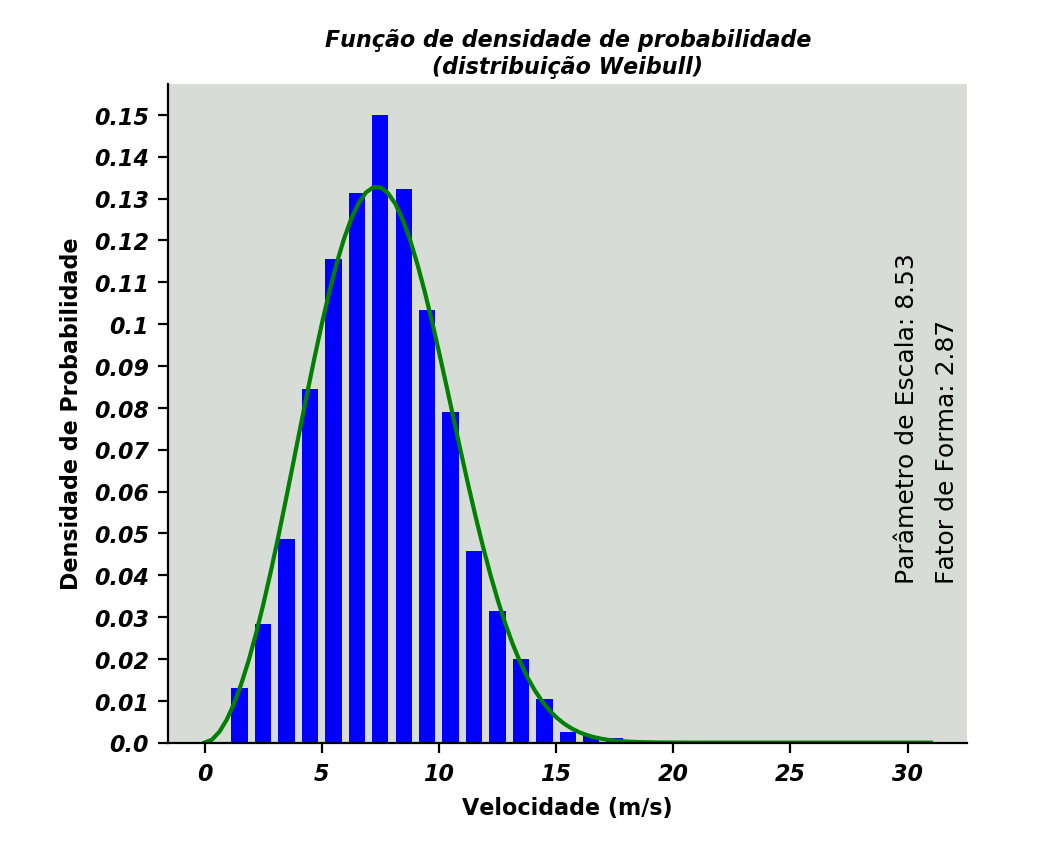 Função de densidade de probabilidade
(distribuição Weibull)
Densidade de Probabilidade
0.15
0.14
0.13
0.12
0.11
0.1
0.09
0.08
0.07
0.06
0.05
0.04
0.03
0.02
0.01
0.0
Parâmetro de Escala: 8.53
Fator de Forma: 2.87
0 5 10 15 20 25 30
Velocidade (m/s)